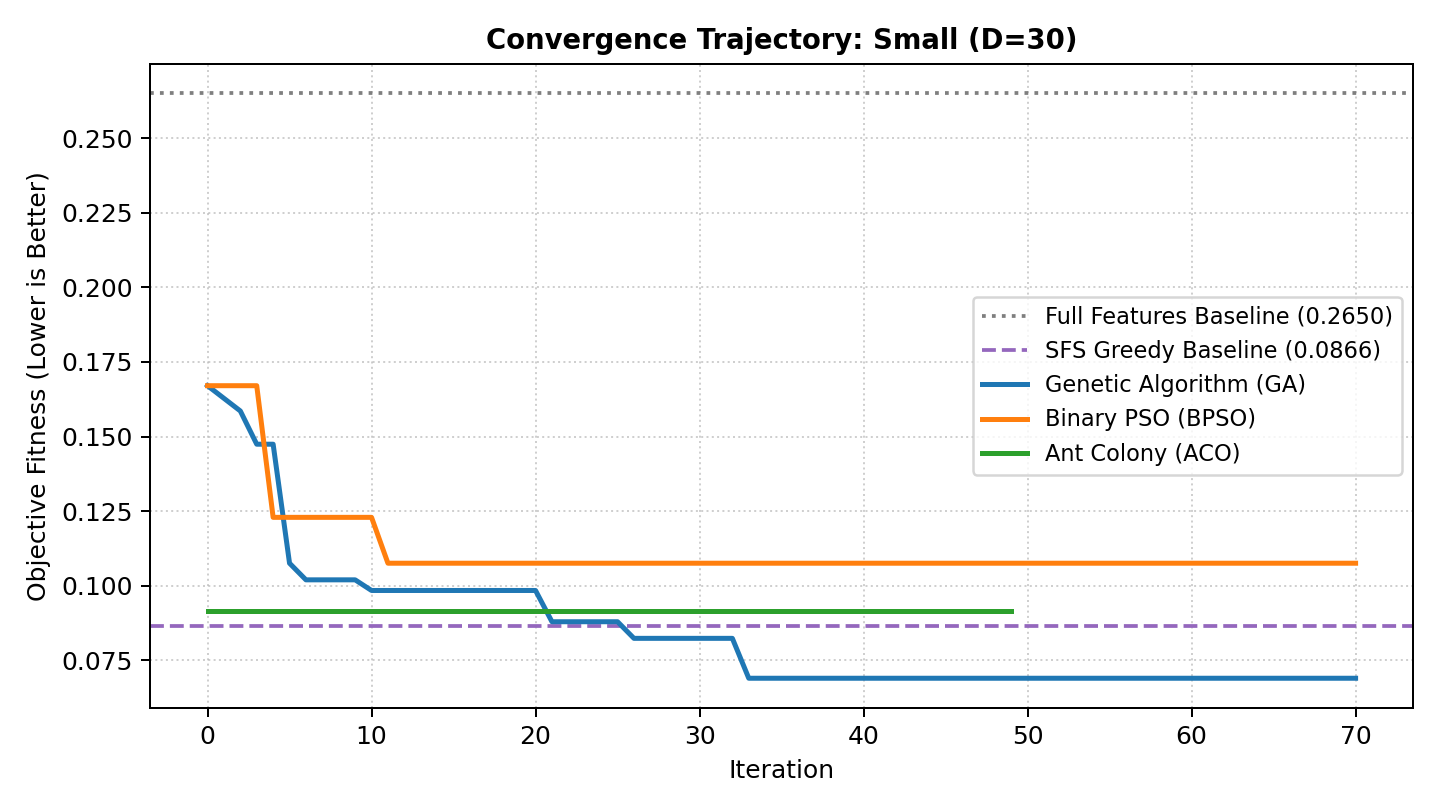 Convergence Trajectory: Small (D=30)
Objective Fitness (Lower is Better)
0.250
0.225
0.200
0.175
0.150
0.125
0.100
0.075
Full Features Baseline (0.2650)
SFS Greedy Baseline (0.0866)
Genetic Algorithm (GA)
Binary PSO (BPSO)
Ant Colony (ACO)
0 10 20 30 40 50 60 70
Iteration